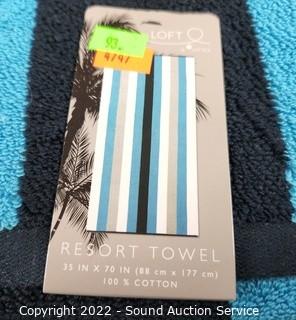 LOFT
93.
4747
RESORT TOWEL
35 IN X 70 IN (88 cm x 177 cm)
100 % COTTON
Copyright 2022 - Sound Auction Service